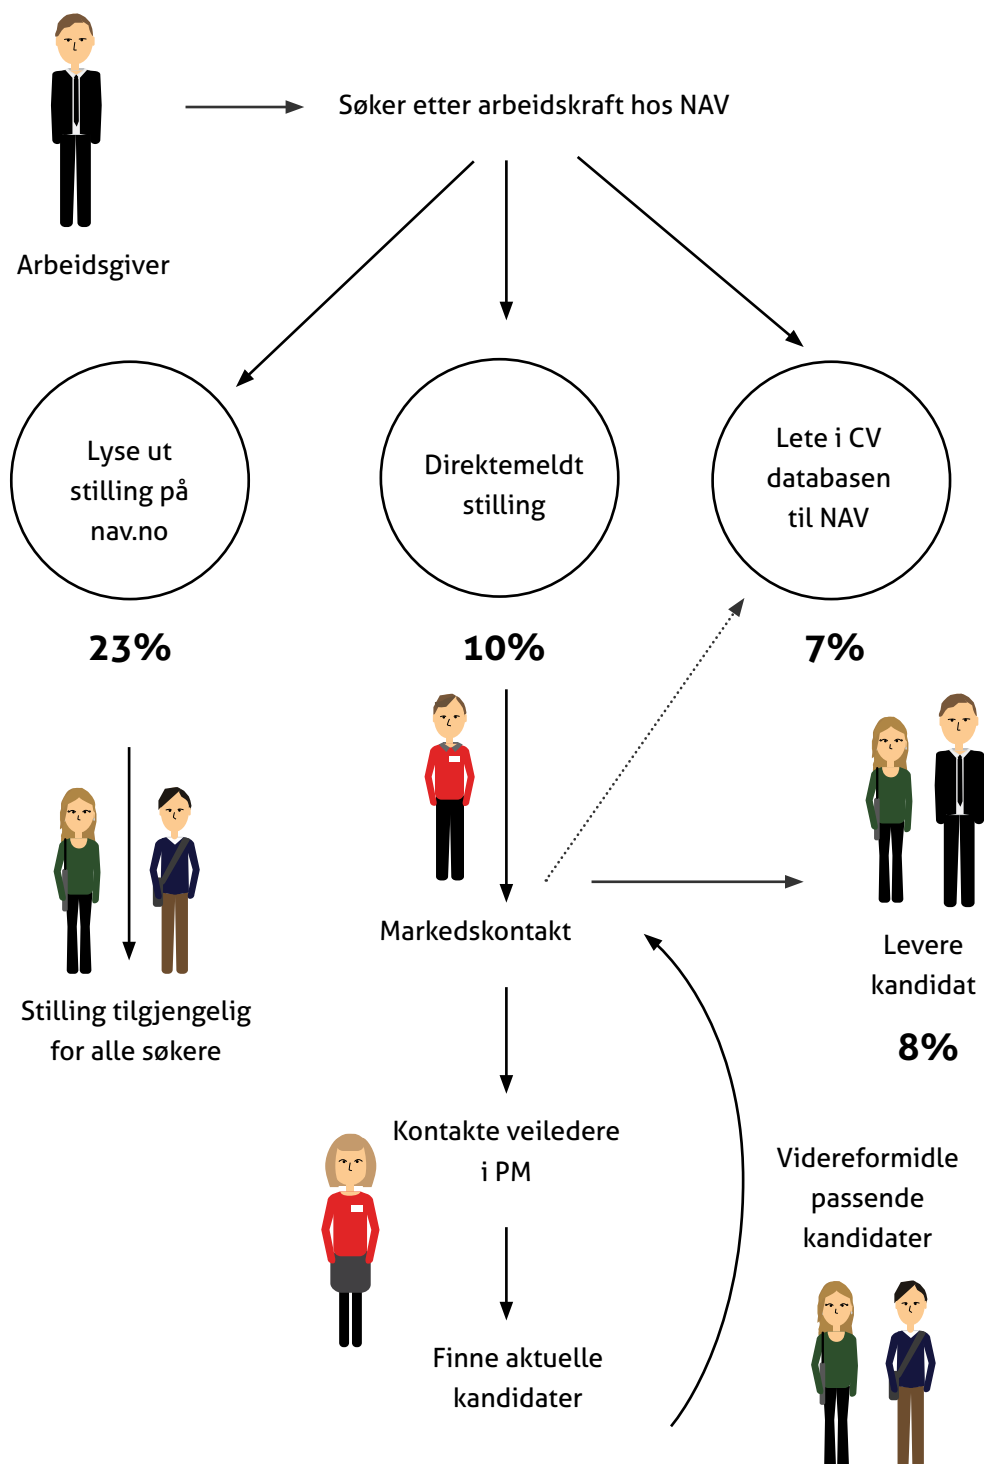 Søker etter arbeidskraft hos NAV
Arbeidsgiver
Lyse ut
stilling på
nav.no
Direktemeldt
stilling
Lete i CV
databasen
til NAV
23%
10%
7%
Markedskontakt
Levere
kandidat
8%
Stilling tilgjengelig
for alle søkere
Kontakte veiledere
i PM
Videreformidle
passende
kandidater
Finne aktuelle
kandidater